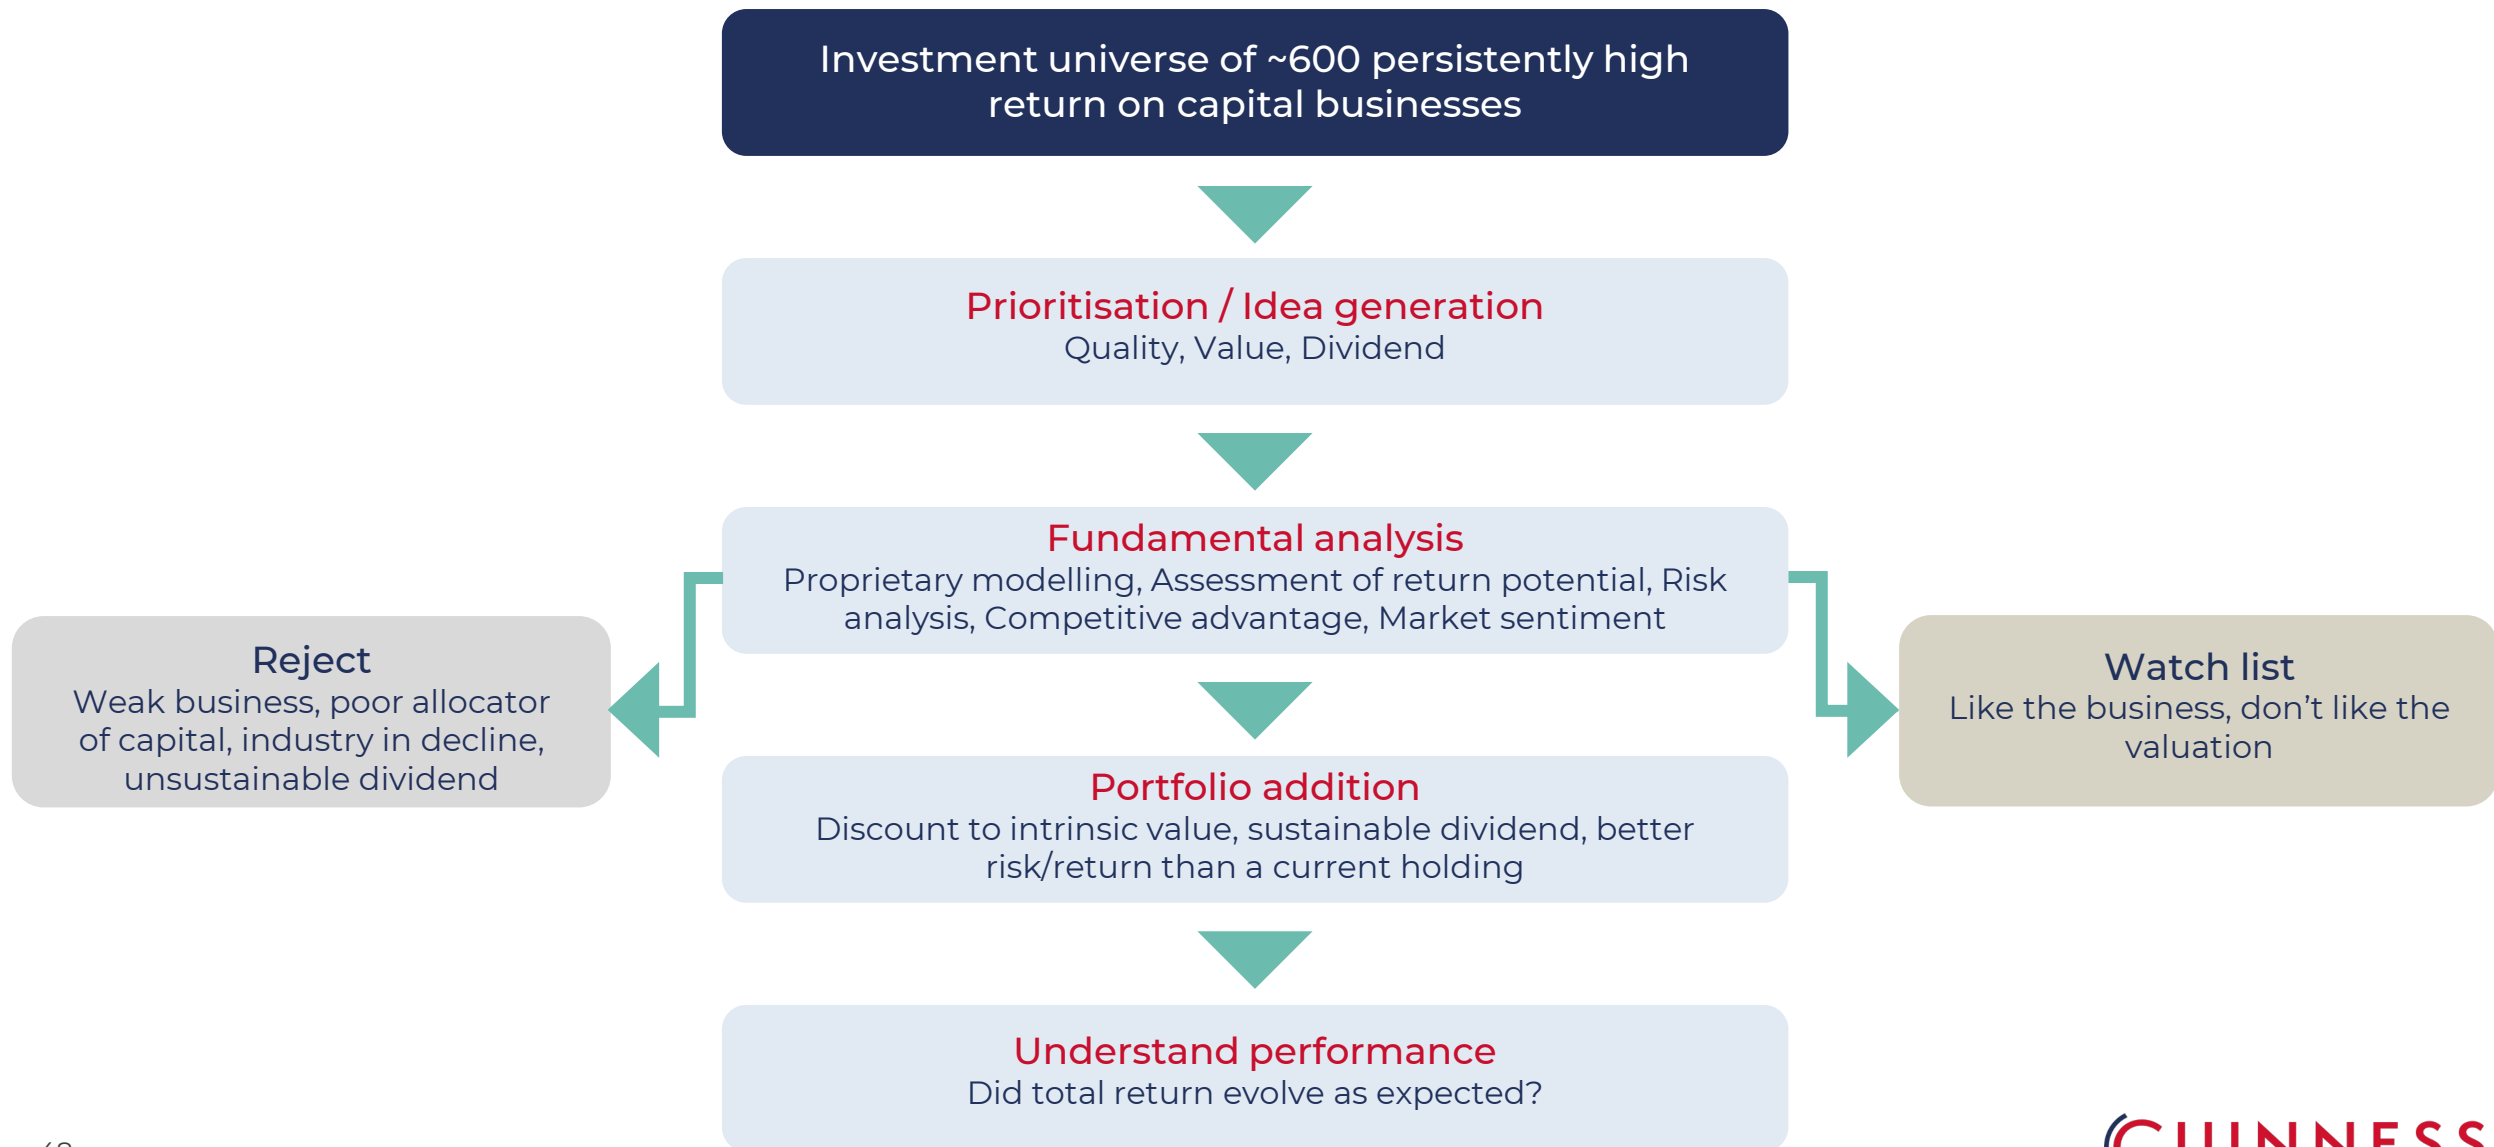 Investment universe of ~600 persistently high
return on capital businesses
Prioritisation / Idea generation
Quality, Value, Dividend
Fundamental analysis
Proprietary modelling, Assessment of return potential, Risk
analysis, Competitive advantage, Market sentiment
Reject
Weak business, poor allocator
of capital, industry in decline,
unsustainable dividend
Watch list
Like the business, don’t like the
valuation
Portfolio addition
Discount to intrinsic value, sustainable dividend, better
risk/return than a current holding
Understand performance
Did total return evolve as expected?
GUINNESS